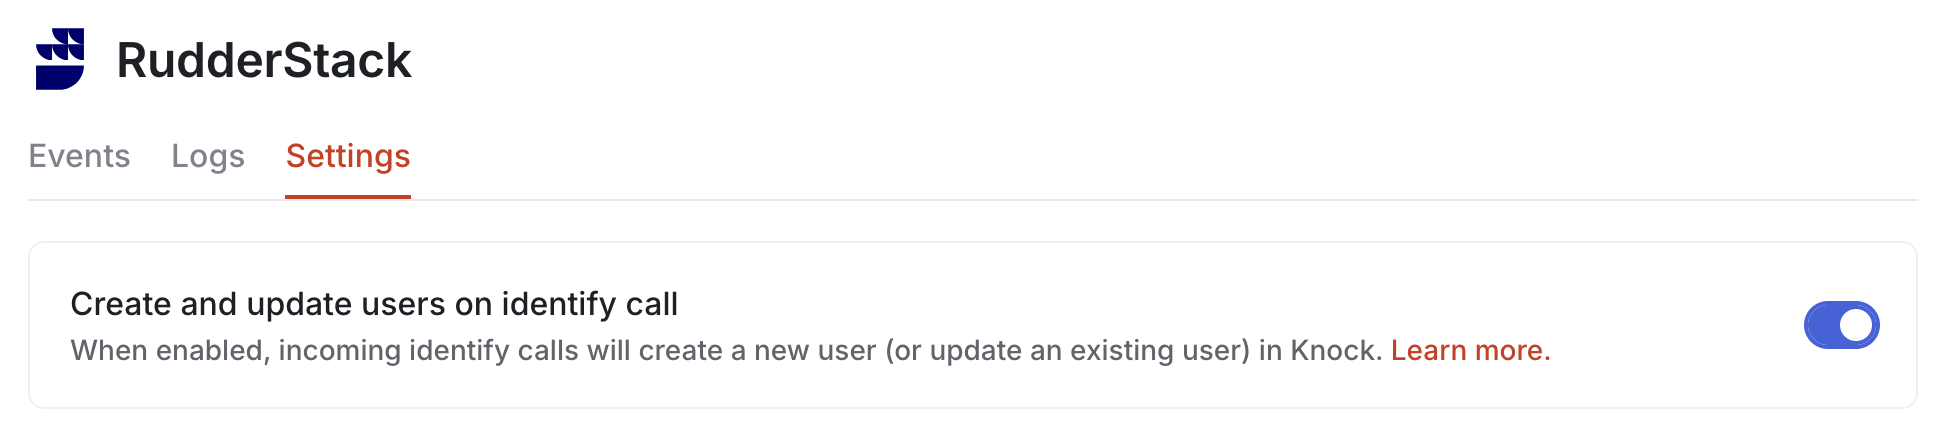 RudderStack
Events Logs Settings
Create and update users on identify call
When enabled, incoming identify calls will create a new user (or update an existing user) in Knock. Learn more.